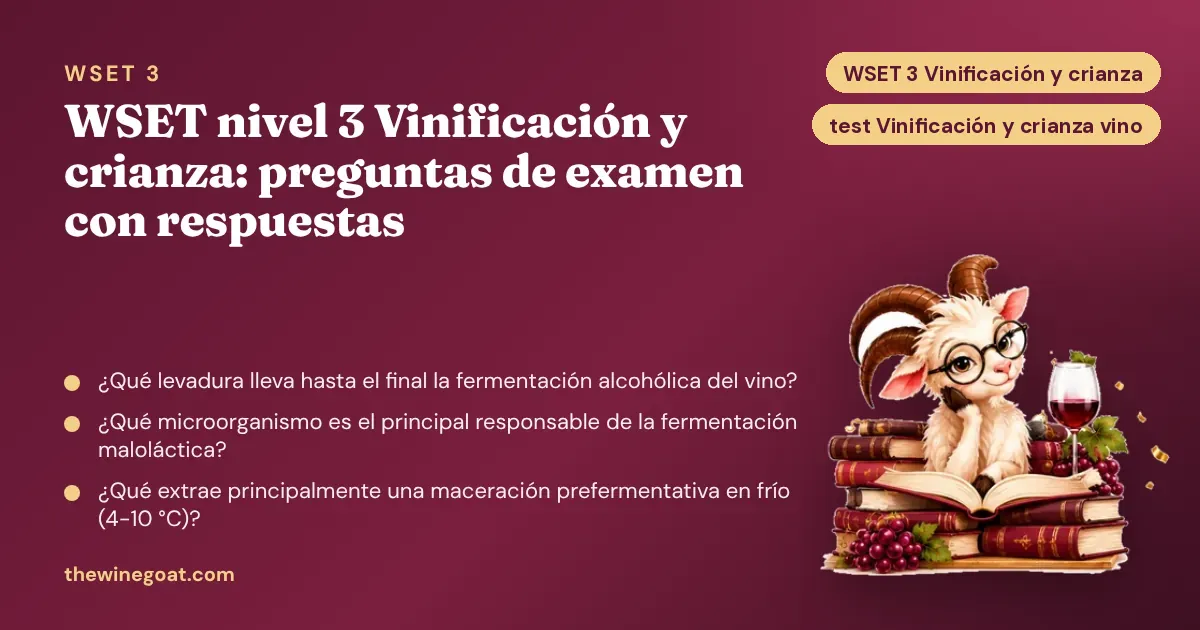 WSET 3
WSET nivel 3 Vinificación y
crianza: preguntas de examen
con respuestas
WSET 3 Vinificación y crianza
test Vinificación y crianza vino
¿Qué levadura lleva hasta el final la fermentación alcohólica del vino?
¿Qué microorganismo es el principal responsable de la fermentación
maloláctica?
¿Qué extrae principalmente una maceración prefermentativa en frío
(4–10 °C)?
thewinegoat.com